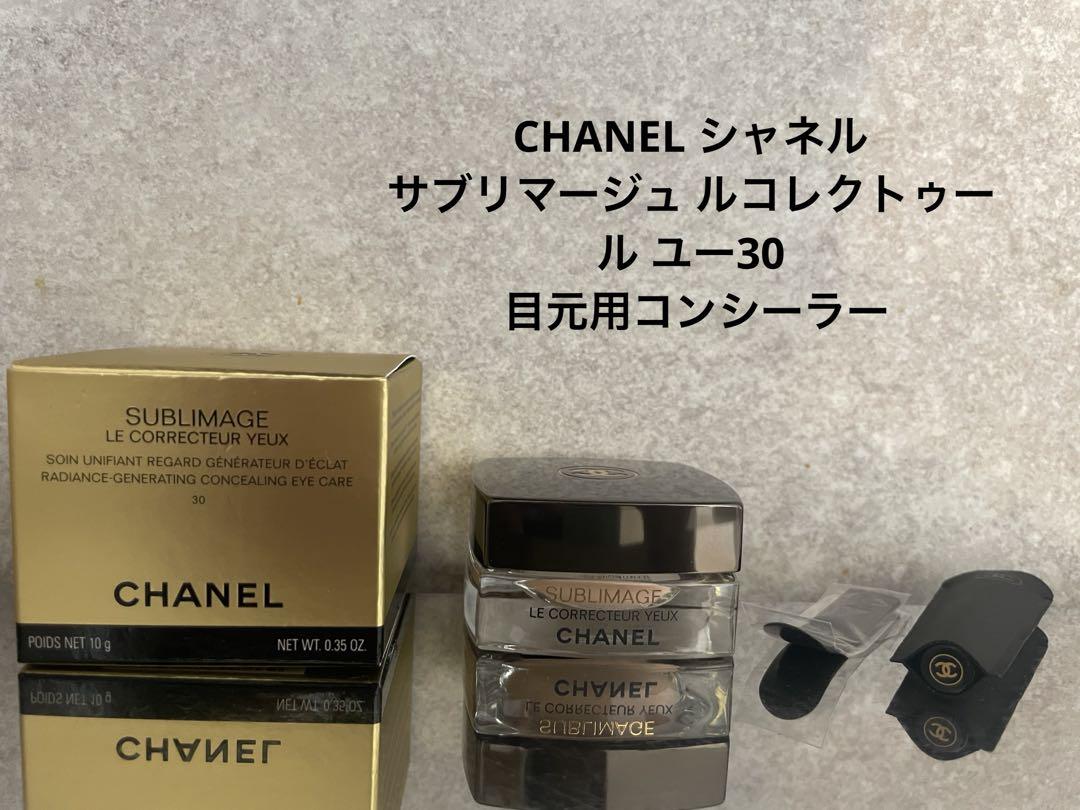 CHANEL シャネル
サブリマージュ ルコレクトゥー
ル ユー30
目元用コンシーラー
SUBLIMAGE
LE CORRECTEUR YEUX
SOIN UNIFIANT REGARD GÉNÉRATEUR D'ÉCLAT
RADIANCE-GENERATING CONCEALING EYE CARE
30
CHANEL
POIDS NET 10 g NET WT. 0.35 OZ.
SUBLIMAGE
LE CORRECTEUR YEUX
CHANEL